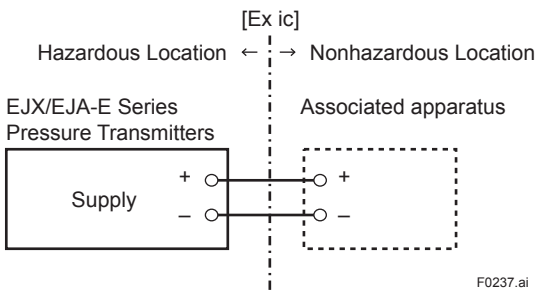 [Ex ic]
Hazardous Location ← → Nonhazardous Location
EJX/EJA-E Series
Pressure Transmitters
Associated apparatus
Supply
+
–
+
–
F0237.ai